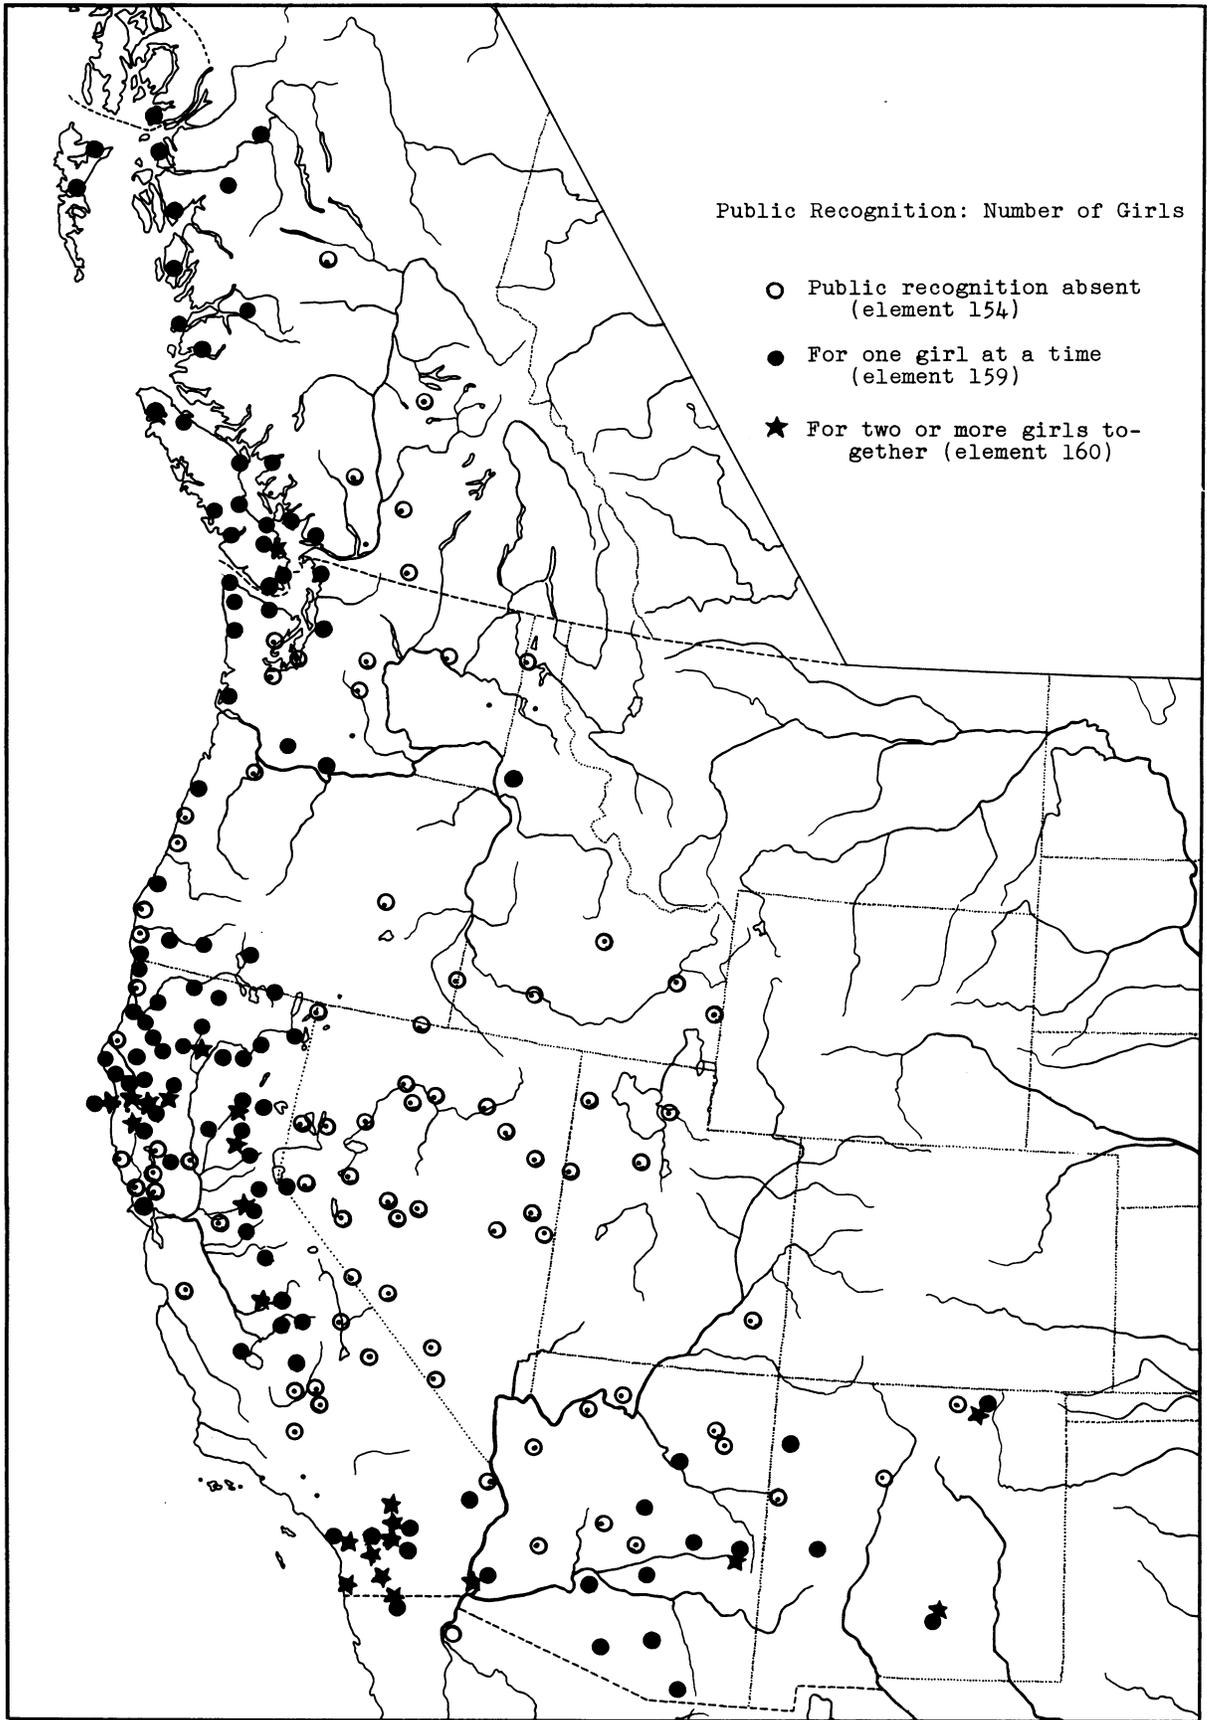 Public Recognition: Number of Girls
Public recognition absent
(element 154)
For one girl at a time
(element 159)
For two or more girls to-
gether (element 160)